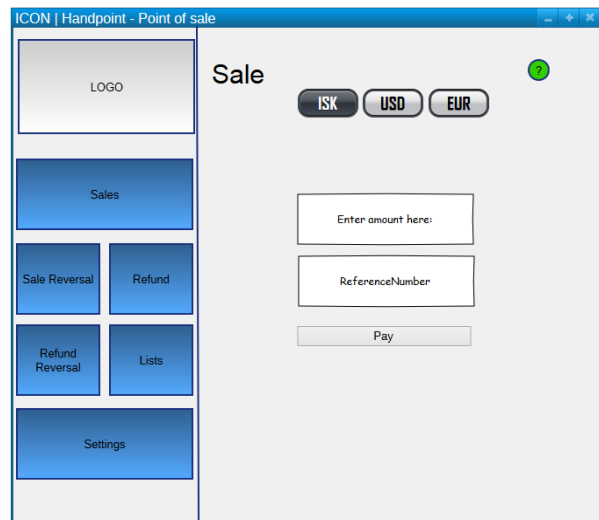 ICON | Handpoint - Point of sale
LOGO
Sale
?
ISK USD EUR
Sales
Enter amount here:
Sale Reversal
Refund
ReferenceNumber
Pay
Refund
Reversal
Lists
Settings